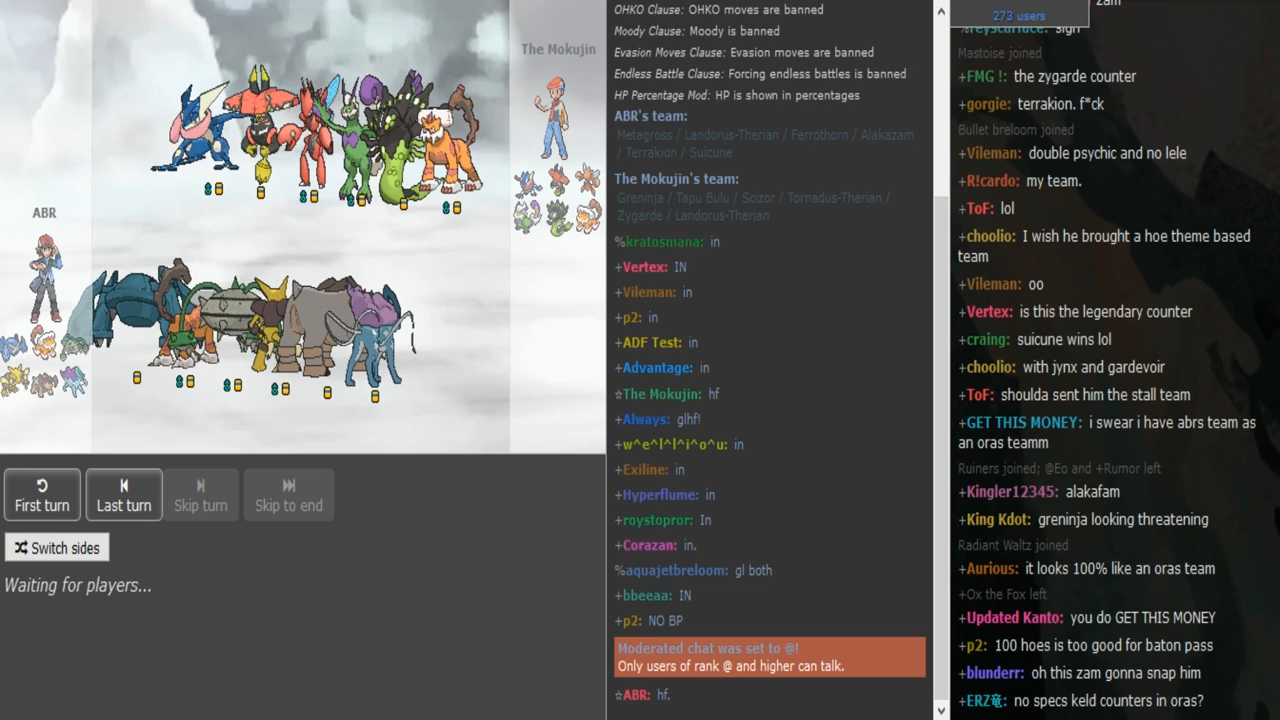 The Mokujin
ABR
First turn
Last turn
Skip turn
Skip to end
Switch sides
Waiting for players...
OHKO Clause: OHKO moves are banned
Moody Clause: Moody is banned
Evasion Moves Clause: Evasion moves are banned
Endless Battle Clause: Forcing endless battles is banned
HP Percentage Mod: HP is shown in percentages
ABR's team:
Metagross / Landorus-Therian / Ferrothorn / Alakazam
/ Terrakion / Suicune
The Mokujin's team:
Greninja / Tapu Bulu / Scizor / Tornadus-Therian /
Zygarde / Landorus-Therian
%kratosmana: in
+Vertex: IN
+Vileman: in
+p2: in
+ADF Test: in
+Advantage: in
☆The Mokujin: hf
+Always: glhf!
+w^e^l^l^i^o^u: in
+Exiline: in
+Hyperflume: in
+roystopror: In
+Corazan: in.
%aquajetbreloom: gl both
+bbeeaa: IN
+p2: NO BP
Moderated chat was set to @!
Only users of rank @ and higher can talk.
☆ABR: hf.
zam
273 users
%reyscarface: sigh
Mastoise joined
+FMG !: the zygarde counter
+gorgie: terrakion. f*ck
Bullet breloom joined
+Vileman: double psychic and no lele
+R!cardo: my team.
+ToF: lol
+choolio: I wish he brought a hoe theme based
team
+Vileman: oo
+Vertex: is this the legendary counter
+craing: suicune wins lol
+choolio: with jynx and gardevoir
+ToF: shoulda sent him the stall team
+GET THIS MONEY: i swear i have abrs team as
an oras teamm
Ruiners joined; @Eo and +Rumor left
+Kingler12345: alakafam
+King Kdot: greninja looking threatening
Radiant Waltz joined
+Aurious: it looks 100% like an oras team
+Ox the Fox left
+Updated Kanto: you do GET THIS MONEY
+p2: 100 hoes is too good for baton pass
+blunderr: oh this zam gonna snap him
+ERZ竜: no specs keld counters in oras?